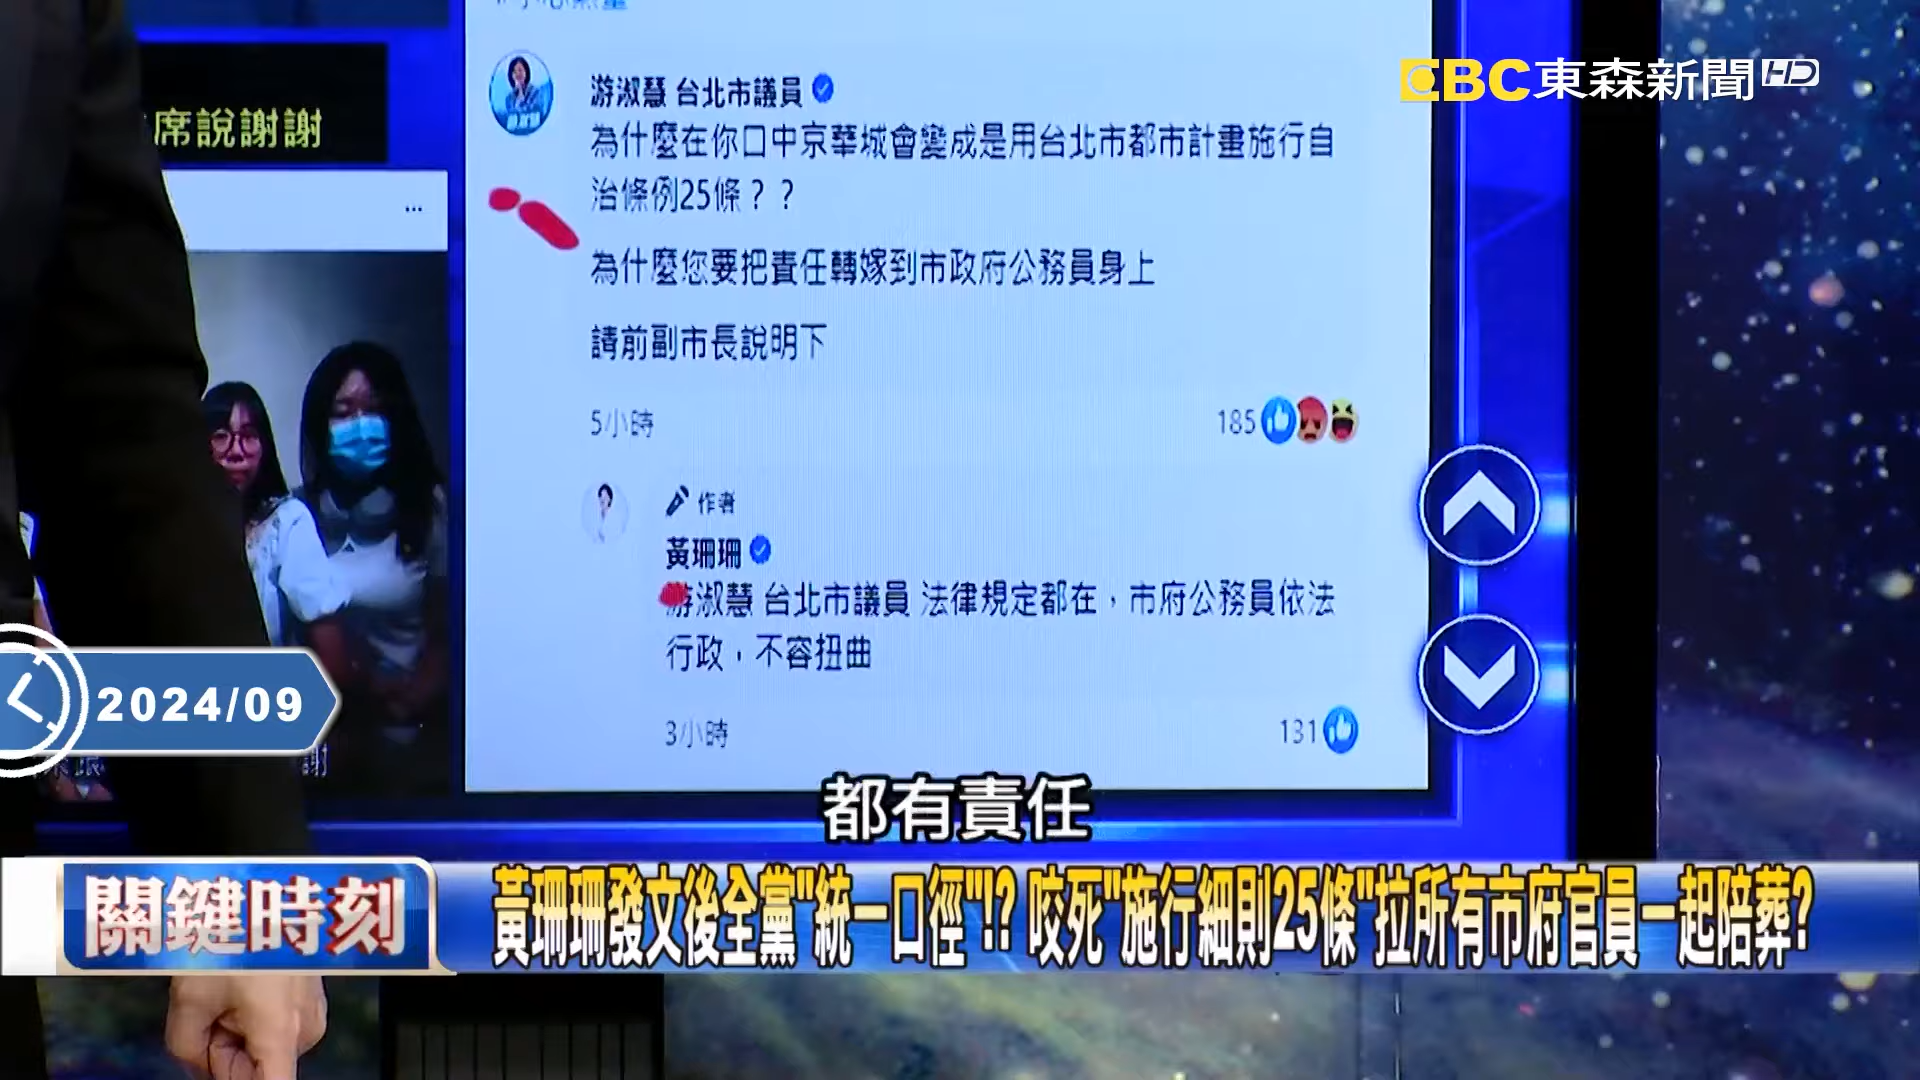 EBC東森新聞HD
席說謝謝
...
游淑慧 台北市議員
為什麼在你口中京華城會變成是用台北市都市計畫施行自
治條例25條？？
為什麼您要把責任轉嫁到市政府公務員身上
請前副市長說明下
5小時
185
作者
黃珊珊
游淑慧 台北市議員 法律規定都在，市府公務員依法
行政，不容扭曲
3小時
131
2024/09
謝
都有責任
關鍵時刻
黃珊珊發文後全黨"統一口徑"!? 咬死"施行細則25條"拉所有市府官員一起陪葬?